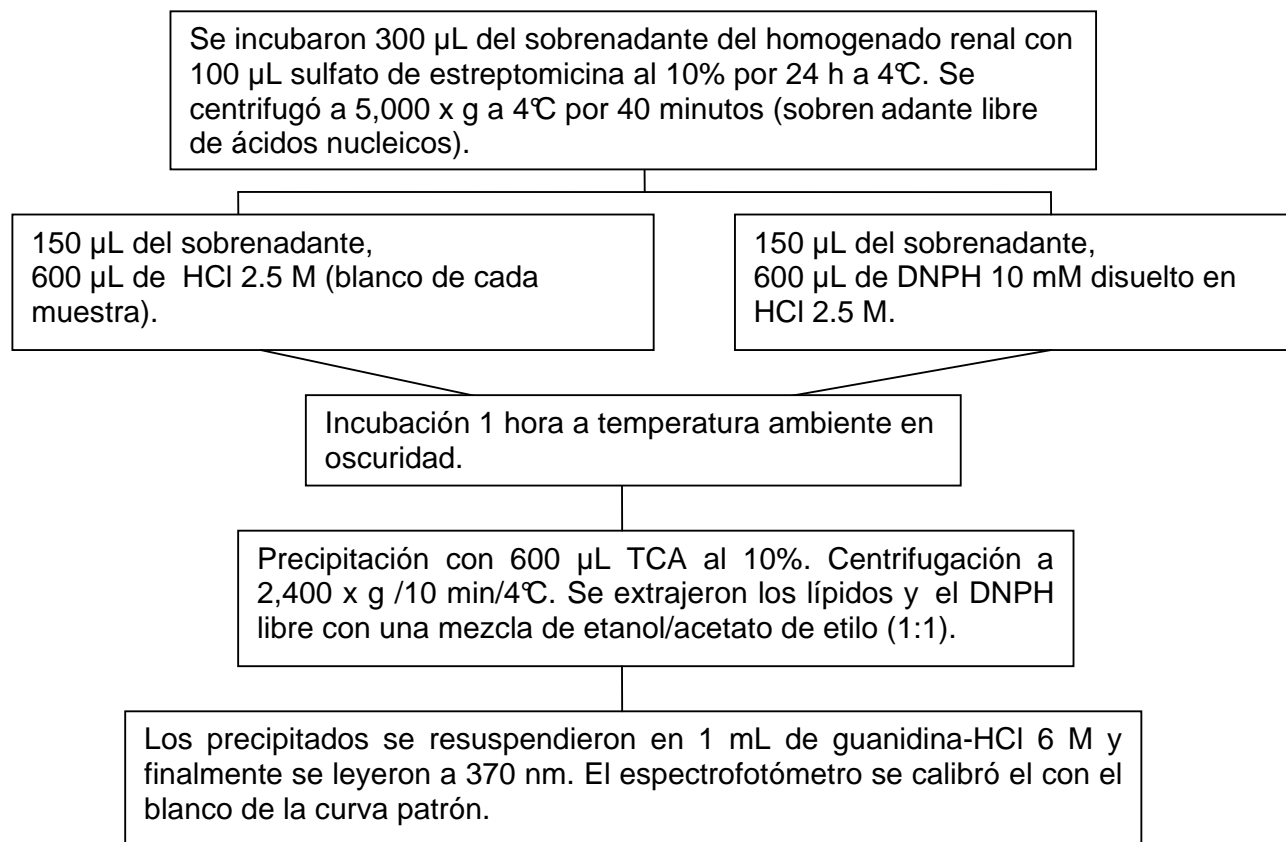 Se incubaron 300 µL del sobrenadante del homogenado renal con
100 µL sulfato de estreptomicina al 10% por 24 h a 4°C. Se
centrifugó a 5,000 x g a 4°C por 40 minutos (sobren adante libre
de ácidos nucleicos).
150 µL del sobrenadante,
600 µL de HCl 2.5 M (blanco de cada
muestra).
150 µL del sobrenadante,
600 µL de DNPH 10 mM disuelto en
HCl 2.5 M.
Incubación 1 hora a temperatura ambiente en
oscuridad.
Precipitación con 600 µL TCA al 10%. Centrifugación a
2,400 x g /10 min/4°C. Se extrajeron los lípidos y el DNPH
libre con una mezcla de etanol/acetato de etilo (1:1).
Los precipitados se resuspendieron en 1 mL de guanidina-HCl 6 M y
finalmente se leyeron a 370 nm. El espectrofotómetro se calibró el con el
blanco de la curva patrón.